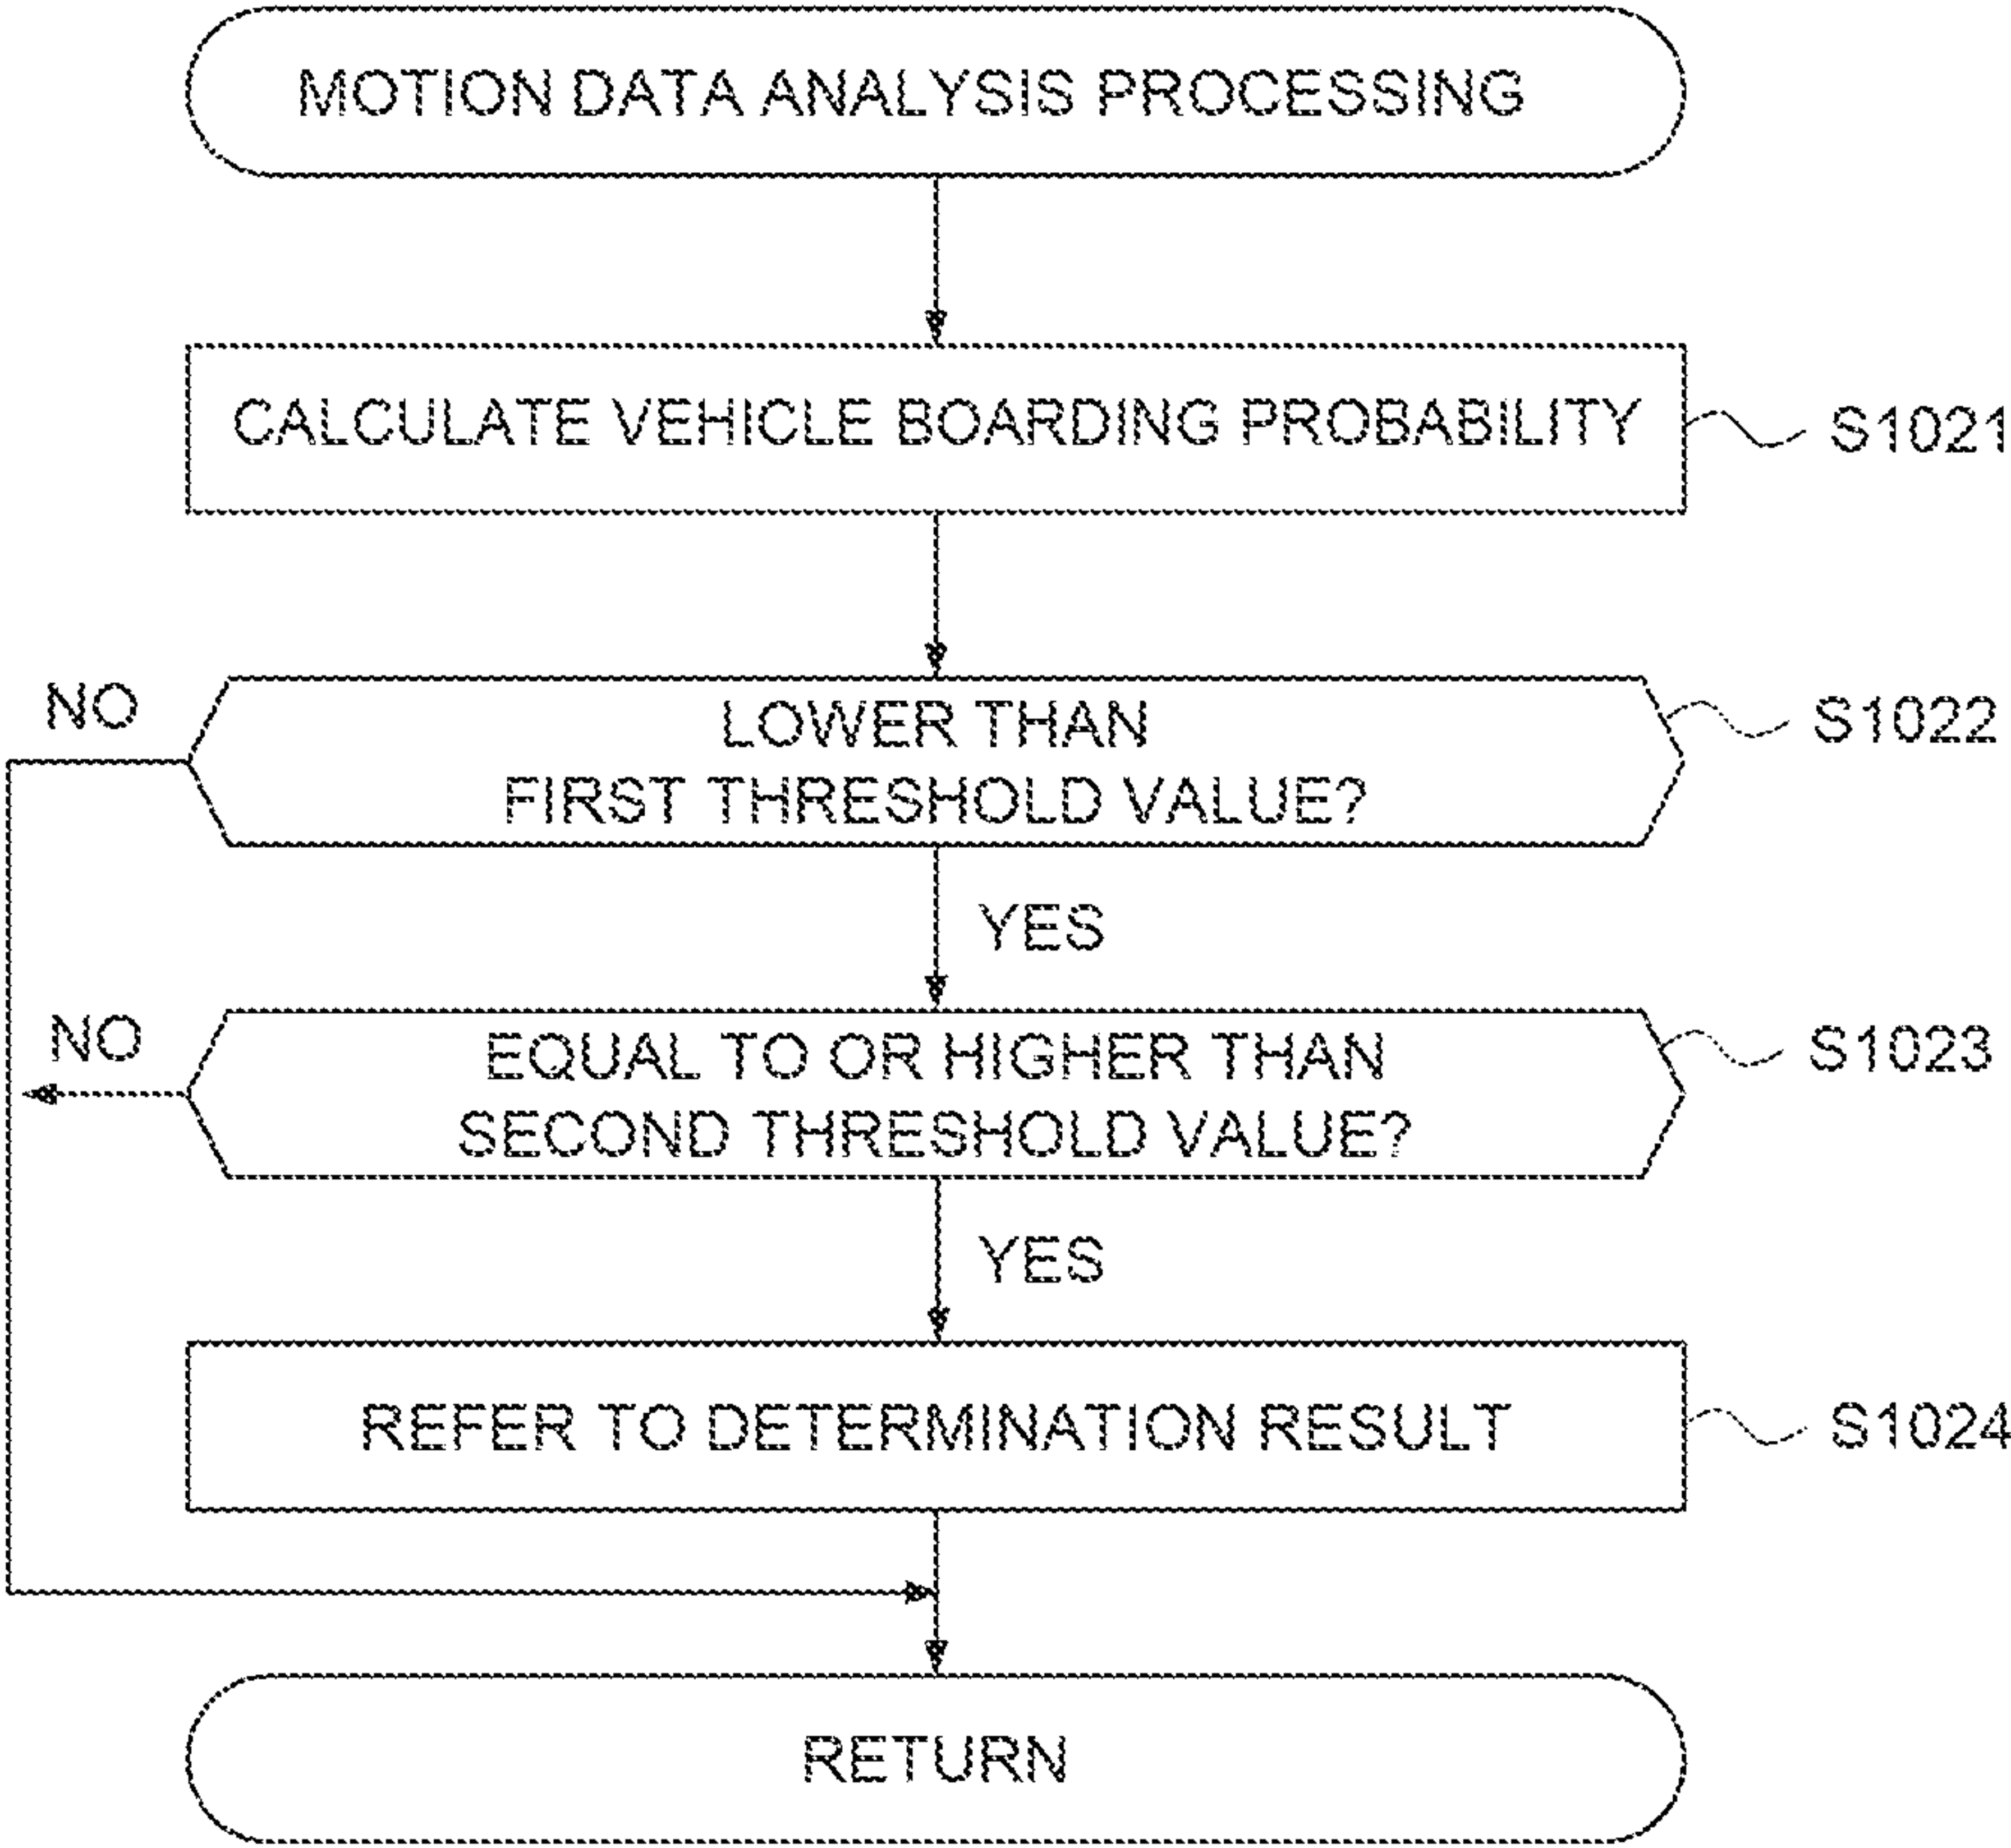 MOTION DATA ANALYSIS PROCESSING
CALCULATE VEHICLE BOARDING PROBABILITY
S1021
NO
LOWER THAN
FIRST THRESHOLD VALUE?
S1022
YES
NO
EQUAL TO OR HIGHER THAN
SECOND THRESHOLD VALUE?
S1023
YES
REFER TO DETERMINATION RESULT
S1024
RETURN